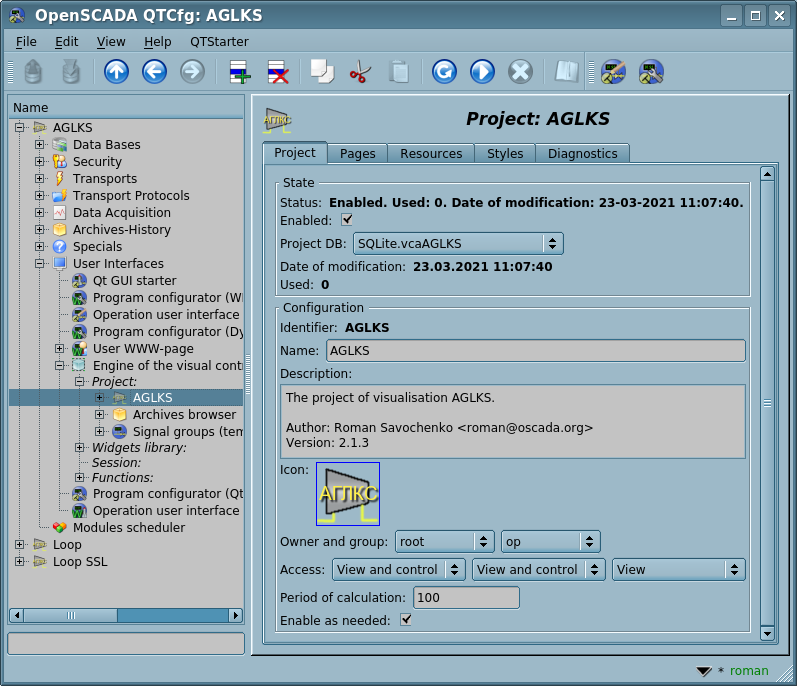 OpenSCADA QTCfg: AGLKS
File Edit View Help QTStarter
Name
AGLKS
Data Bases
Security
Transports
Transport Protocols
Data Acquisition
Archives-History
Specials
User Interfaces
Qt GUI starter
Program configurator (W
Operation user interface
Program configurator (Dy
User WWW-page
Engine of the visual cont
Project:
AGLKS
Archives browser
Signal groups (tem
Widgets library:
Session:
Functions:
Program configurator (Qt
Operation user interface
Modules scheduler
Loop
Loop SSL
АГЛКС
Project: AGLKS
Project Pages Resources Styles Diagnostics
State
Status: Enabled. Used: 0. Date of modification: 23-03-2021 11:07:40.
Enabled:
Project DB: SQLite.vcaAGLKS
Date of modification: 23.03.2021 11:07:40
Used: 0
Configuration
Identifier: AGLKS
Name: AGLKS
Description:
The project of visualisation AGLKS.
Author: Roman Savochenko <roman@oscada.org>
Version: 2.1.3
Icon:
АГЛКС
Owner and group: root op
Access: View and control View and control View
Period of calculation: 100
Enable as needed:
* roman